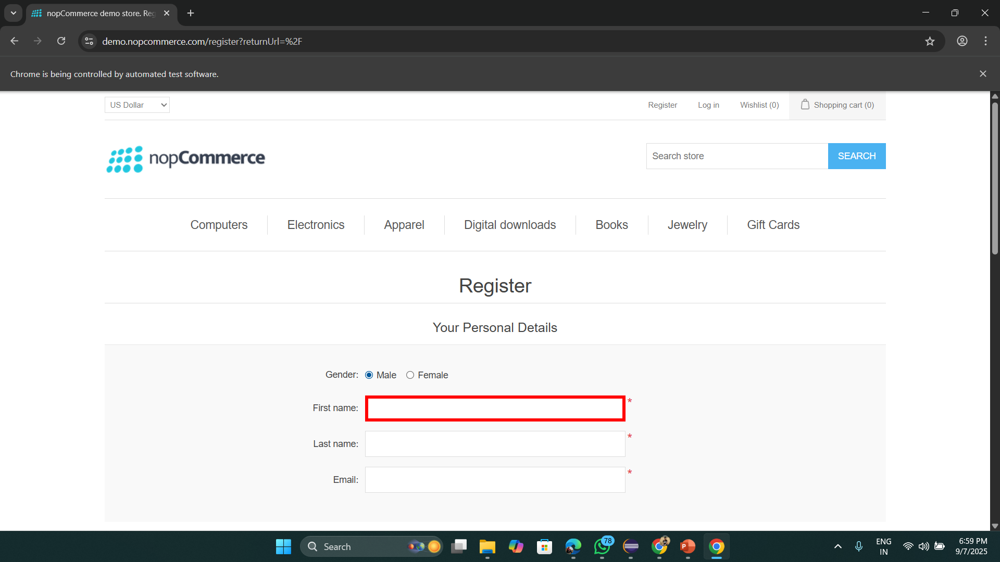 nopCommerce demo store. Reg
demo.nopcommerce.com/register?returnUrl=%2F
Chrome is being controlled by automated test software.
US Dollar
Register
Log in
Wishlist (0)
Shopping cart (0)
nopCommerce
Search store
SEARCH
Computers
Electronics
Apparel
Digital downloads
Books
Jewelry
Gift Cards
Register
Your Personal Details
Gender: Male Female
First name: *
Last name: *
Email: *
Search
78
P
ENG
IN
6:59 PM
9/7/2025